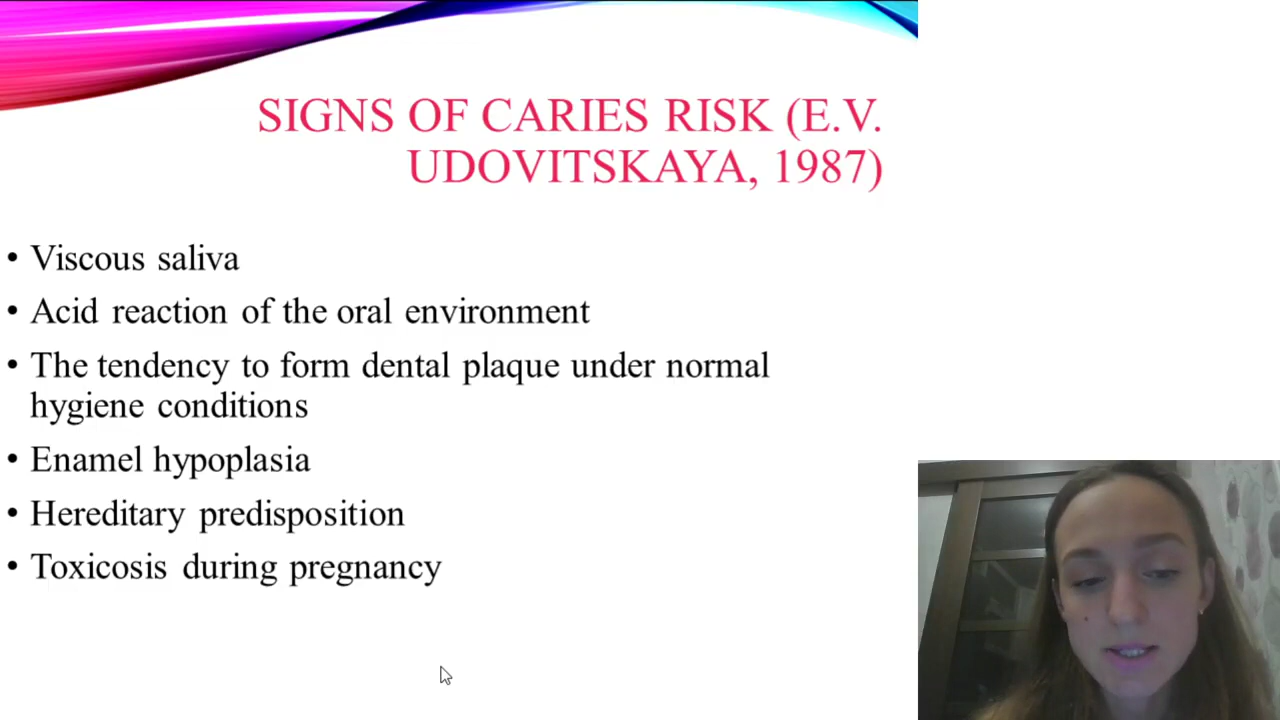 SIGNS OF CARIES RISK (E.V.
UDOVITSKAYA, 1987)
• Viscous saliva
• Acid reaction of the oral environment
• The tendency to form dental plaque under normal
hygiene conditions
• Enamel hypoplasia
• Hereditary predisposition
• Toxicosis during pregnancy